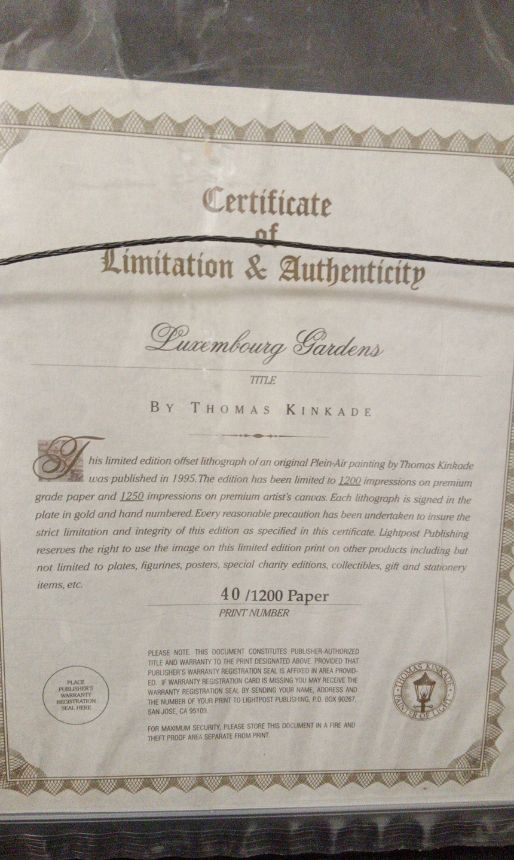 Certificate
of
Limitation & Authenticity
Luxembourg Gardens
TITLE
BY THOMAS KINKADE
This limited edition offset lithograph of an original Plein-Air painting by Thomas Kinkade
was published in 1995. The edition has been limited to 1200 impressions on premium
grade paper and 1250 impressions on premium artist's canvas. Each lithograph is signed in the
plate in gold and hand numbered. Every reasonable precaution has been undertaken to insure the
strict limitation and integrity of this edition as specified in this certificate. Lightpost Publishing
reserves the right to use the image on this limited edition print on other products including but
not limited to plates, figurines, posters, special charity editions, collectibles, gift and stationery
items, etc.
40/1200 Paper
PRINT NUMBER
PLEASE NOTE. THIS DOCUMENT CONSTITUTES PUBLISHER-AUTHORIZED
TITLE AND WARRANTY TO THE PRINT DESIGNATED ABOVE, PROVIDED THAT
PUBLISHER'S WARRANTY REGISTRATION SEAL IS AFFIXED IN AREA PROVID-
ED. IF WARRANTY REGISTRATION CARD IS MISSING YOU MAY RECEIVE THE
WARRANTY REGISTRATION SEAL BY SENDING YOUR NAME, ADDRESS AND
THE NUMBER OF YOUR PRINT TO LIGHTPOST PUBLISHING, P.O. BOX 90267,
SAN JOSE, CA 95109.
FOR MAXIMUM SECURITY, PLEASE STORE THIS DOCUMENT IN A FIRE AND
THEFT PROOF AREA SEPARATE FROM PRINT.
PLACE
PUBLISHER'S
WARRANTY
REGISTRATION
SEAL HERE
THOMAS KINKADE
PAINTER OF LIGHT